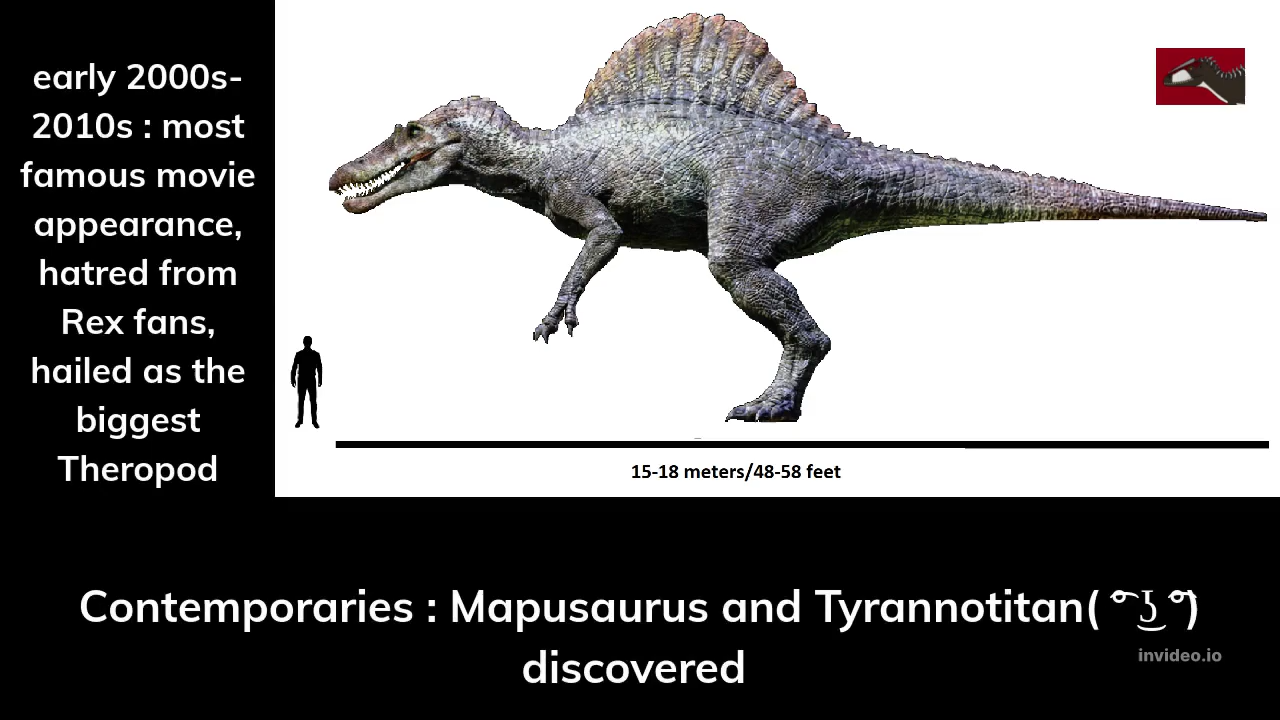 early 2000s-
2010s : most
famous movie
appearance,
hatred from
Rex fans,
hailed as the
biggest
Theropod
15-18 meters/48-58 feet
Contemporaries : Mapusaurus and Tyrannotitan( ͡° ͜ʖ ͡°)
discovered
invideo.io